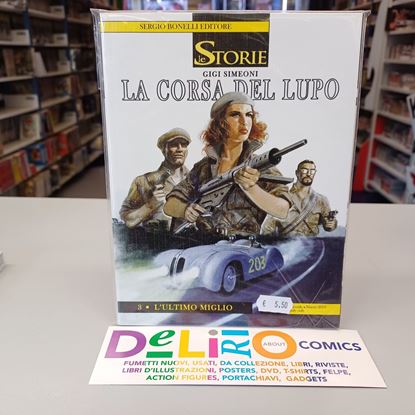 SERGIO BONELLI EDITORE
le STORIE
GIGI SIMEONI
LA CORSA DEL LUPO
203
3 • L'ULTIMO MIGLIO
€ 5,50
DeLiRiO ABOUT COMICS
FUMETTI NUOVI, USATI, DA COLLEZIONE, LIBRI, RIVISTE,
LIBRI D'ILLUSTRAZIONI, POSTERS, DVD, T-SHIRTS, FELPE,
ACTION FIGURES, PORTACHIAVI, GADGETS